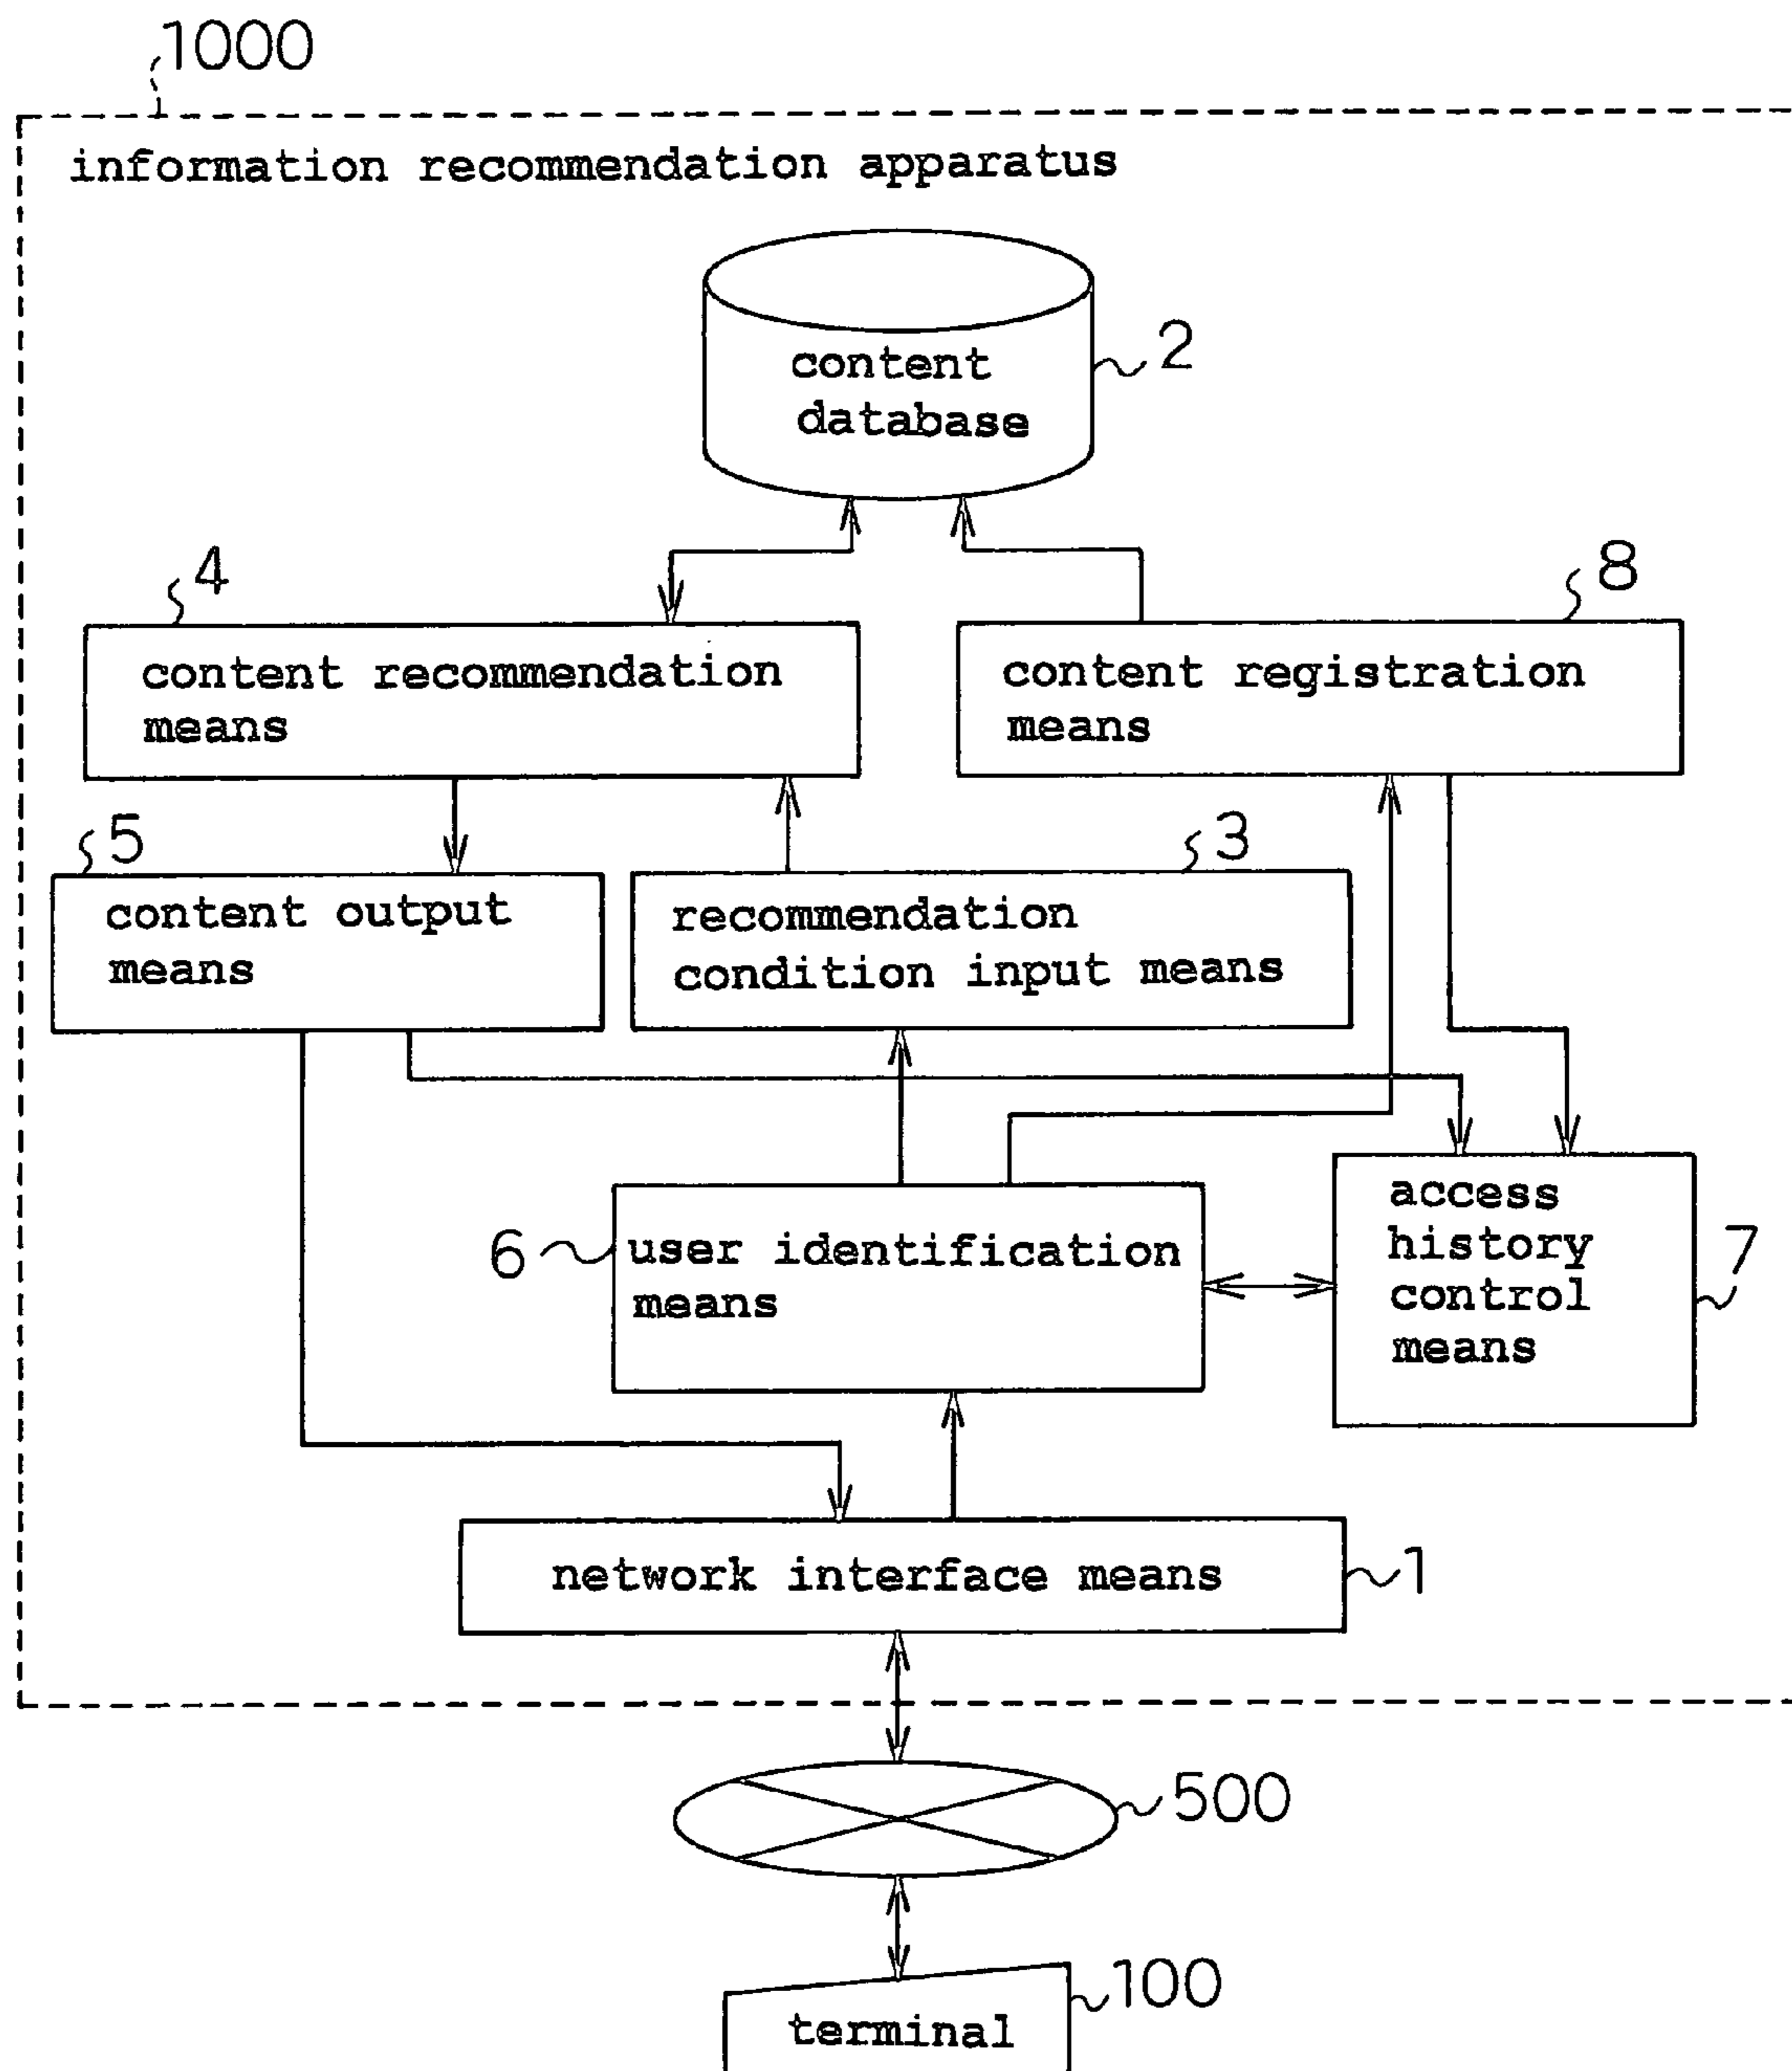 1000
information recommendation apparatus
content
database
2
4
content recommendation
means
8
content registration
means
5
content output
means
3
recommendation
condition input means
6
user identification
means
access
history
control
means
7
network interface means
1
500
100
terminal